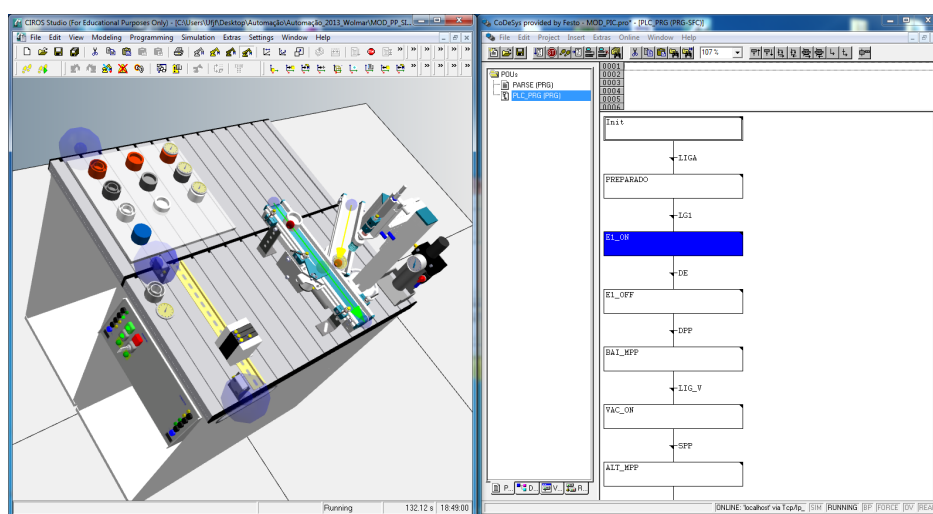 CIROS Studio (For Educational Purposes Only) - [C:\Users\Ufjf\Desktop\Automação\Automação_2013_Wolmar\MOD_PP_SI...
File Edit View Modeling Programming Simulation Extras Settings Window Help
Running 132.12 s 18:49:00
CoDeSys provided by Festo - MOD_PIC.pro* - [PLC_PRG (PRG-SFC)]
File Edit Project Insert Extras Online Window Help
107%
POUs
PARSE (PRG)
PLC_PRG (PRG)
P... D... V... R...
0001
0002
0003
0004
0005
0006
Init
LIGA
PREPARADO
LG1
E1_ON
DE
E1_OFF
DPP
BAI_MPP
LIG_V
VAC_ON
SPP
ALT_MPP
ONLINE: 'localhost' via Tcp/Ip_ SIM RUNNING BP FORCE OV READ